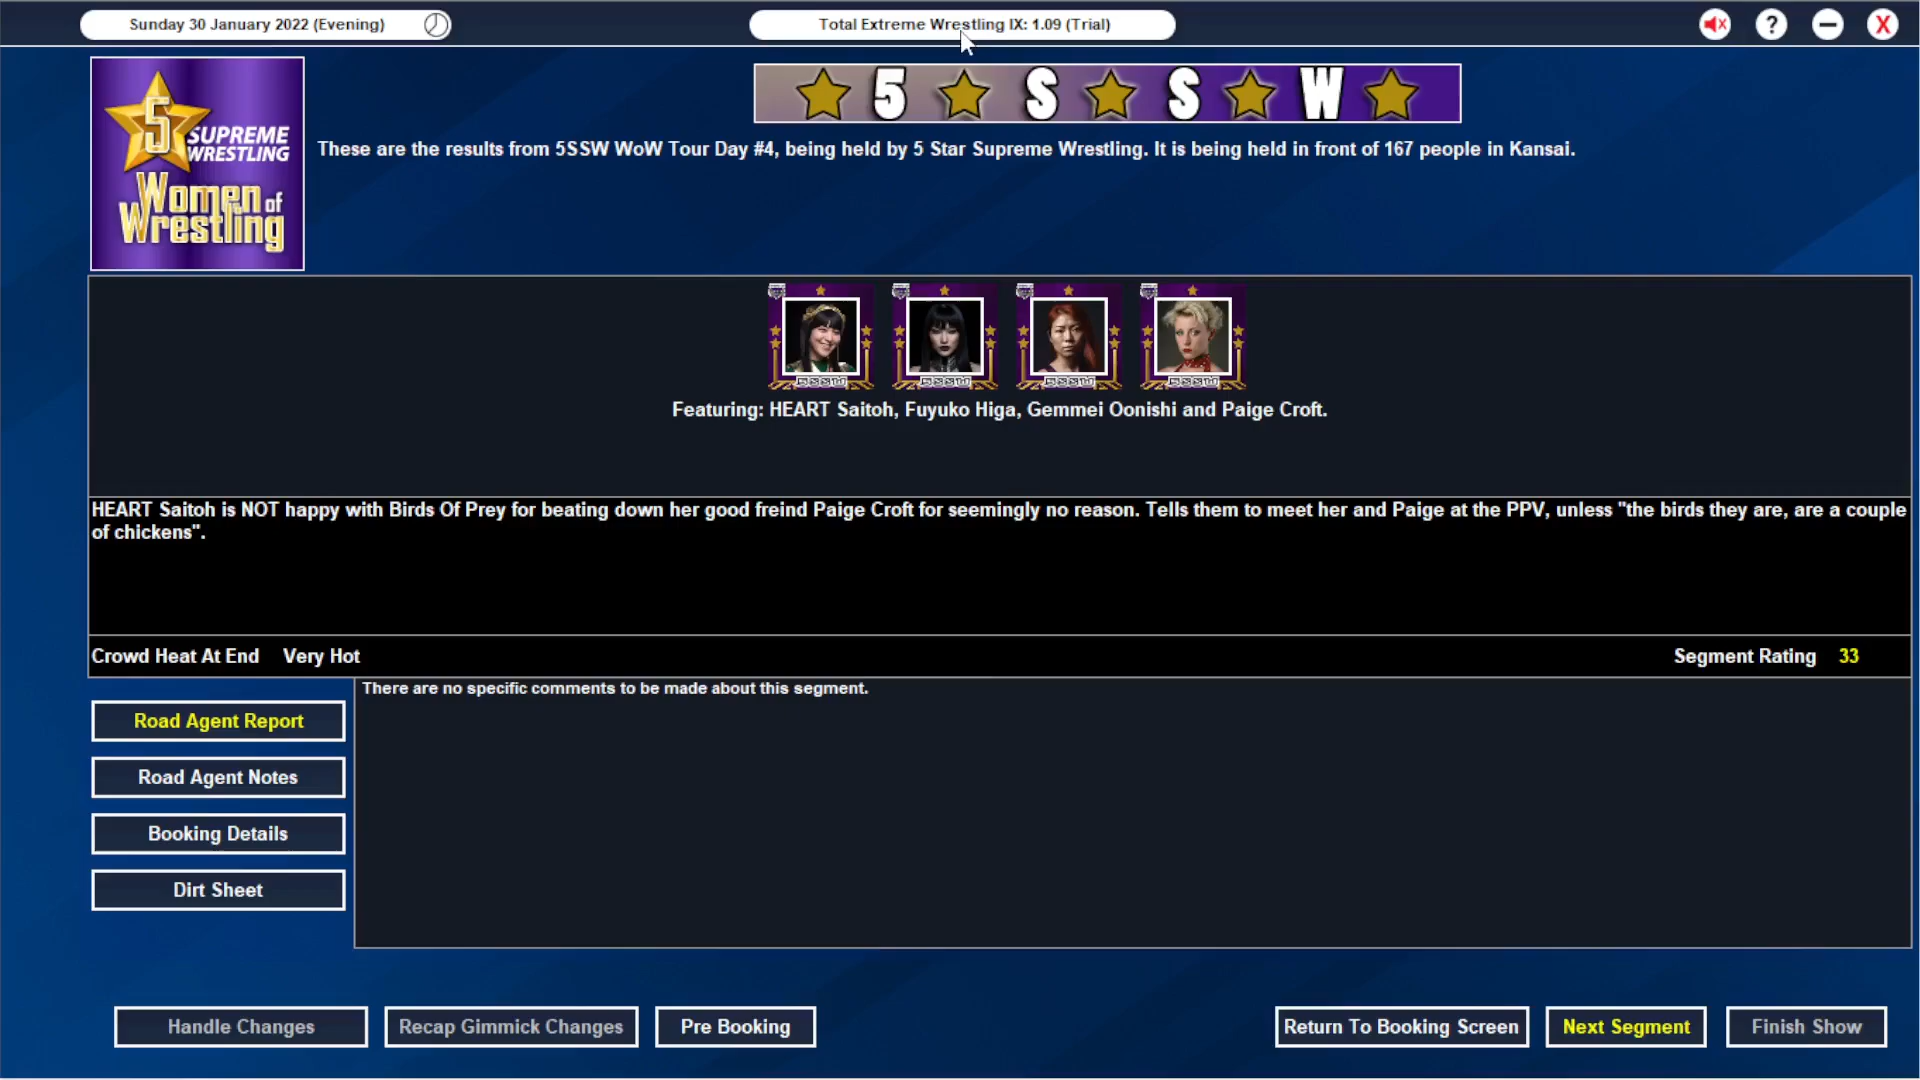 Sunday 30 January 2022 (Evening)
Total Extreme Wrestling IX: 1.09 (Trial)
?
X
5
SUPREME
WRESTLING
Women of
Wrestling
5 S S W
These are the results from 5SSW WoW Tour Day #4, being held by 5 Star Supreme Wrestling. It is being held in front of 167 people in Kansai.
5SSW 5SSW 5SSW 5SSW
Featuring: HEART Saitoh, Fuyuko Higa, Gemmei Oonishi and Paige Croft.
HEART Saitoh is NOT happy with Birds Of Prey for beating down her good freind Paige Croft for seemingly no reason. Tells them to meet her and Paige at the PPV, unless "the birds they are, are a couple
of chickens".
Crowd Heat At End Very Hot
Segment Rating 33
There are no specific comments to be made about this segment.
Road Agent Report
Road Agent Notes
Booking Details
Dirt Sheet
Handle Changes
Recap Gimmick Changes
Pre Booking
Return To Booking Screen
Next Segment
Finish Show